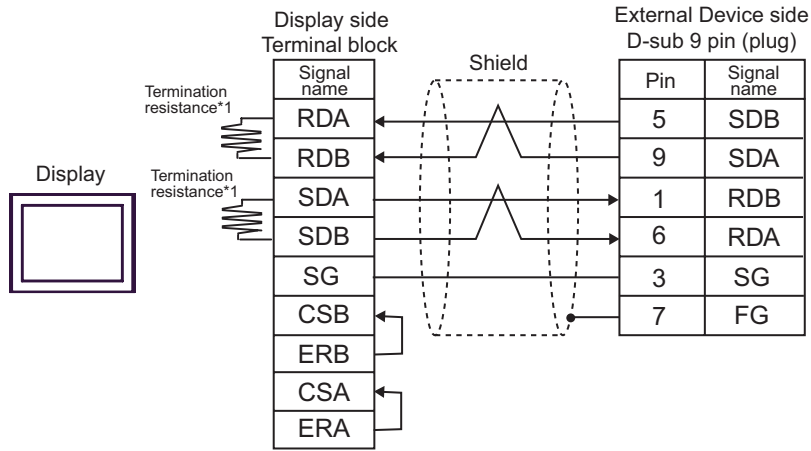 Display side
Terminal block
External Device side
D-sub 9 pin (plug)
Shield
Signal
name
Pin
Signal
name
Termination
resistance*1
RDA
5
SDB
RDB
9
SDA
Display
Termination
resistance*1
SDA
1
RDB
SDB
6
RDA
SG
3
SG
CSB
7
FG
ERB
CSA
ERA